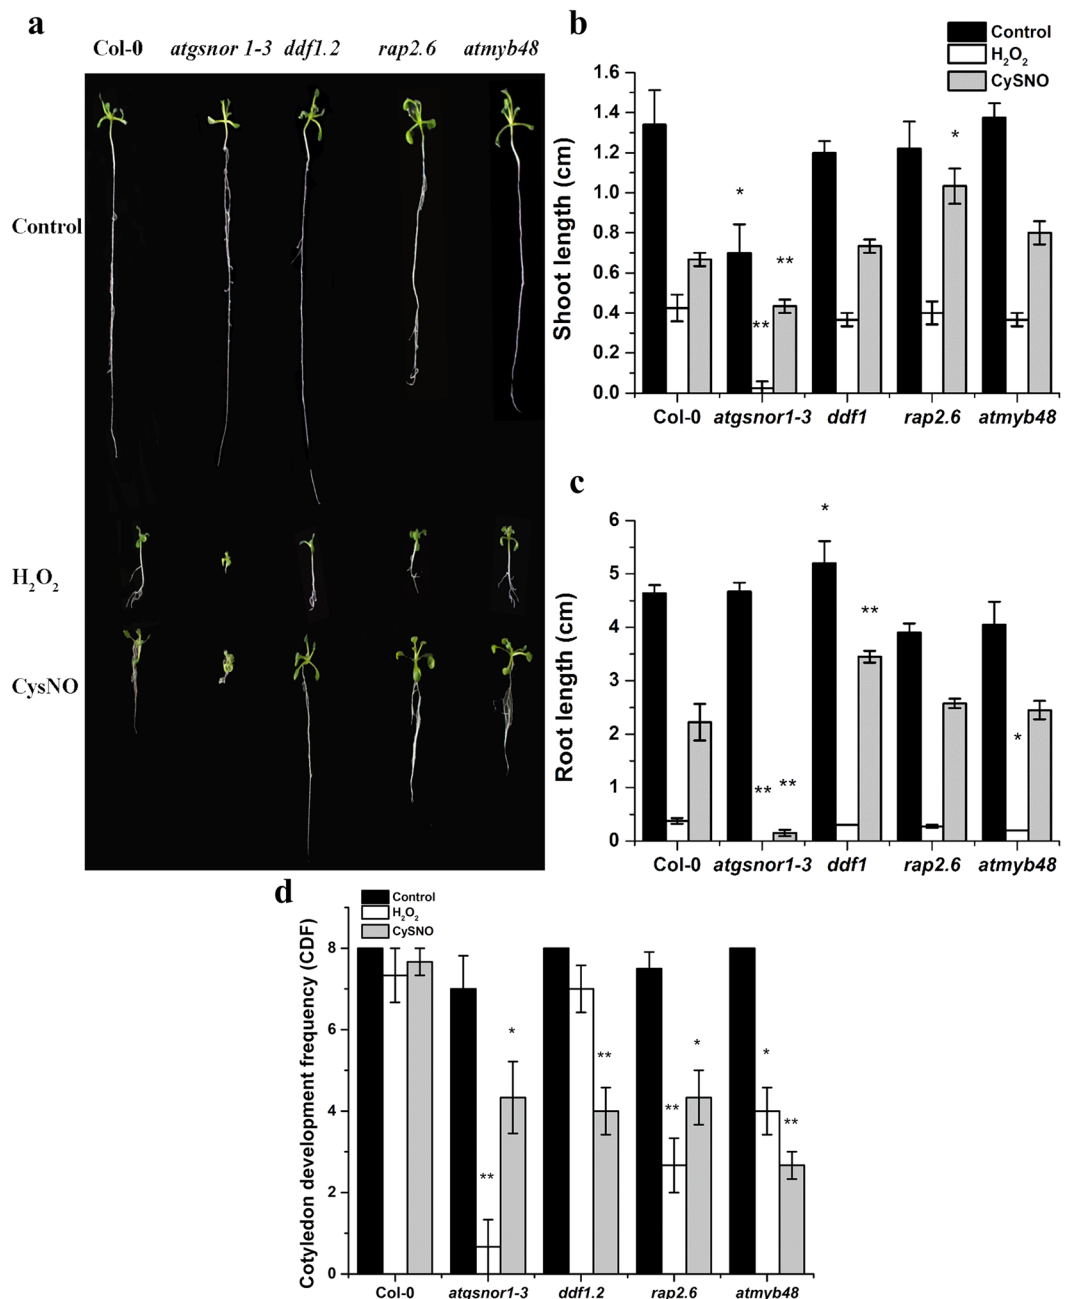 a
Col-0 atgsnor 1-3 ddf1.2 rap2.6 atmyb48
Control
H2O2
CysNO
b
Control
H2O2
CySNO
Shoot length (cm)
1.6
1.4
1.2
1.0
0.8
0.6
0.4
0.2
0.0
* ** ** *
Col-0 atgsnor1-3 ddf1 rap2.6 atmyb48
c
Root length (cm)
6
5
4
3
2
1
0
** ** * ** *
Col-0 atgsnor1-3 ddf1 rap2.6 atmyb48
d
Control
H2O2
CySNO
Cotyledon development frequency (CDF)
8
6
4
2
0
** * ** ** * * **
Col-0 atgsnor1-3 ddf1.2 rap2.6 atmyb48